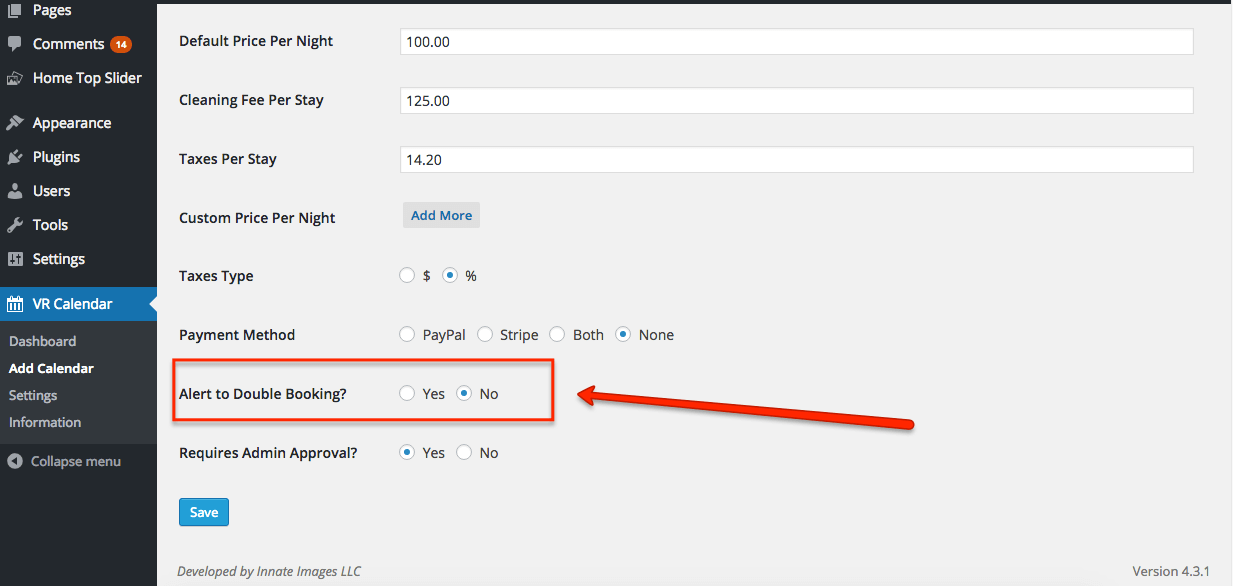 Pages
Comments 14
Home Top Slider
Appearance
Plugins
Users
Tools
Settings
VR Calendar
Dashboard
Add Calendar
Settings
Information
Collapse menu
Default Price Per Night 100.00
Cleaning Fee Per Stay 125.00
Taxes Per Stay 14.20
Custom Price Per Night Add More
Taxes Type $ %
Payment Method PayPal Stripe Both None
Alert to Double Booking? Yes No
Requires Admin Approval? Yes No
Save
Developed by Innate Images LLC Version 4.3.1